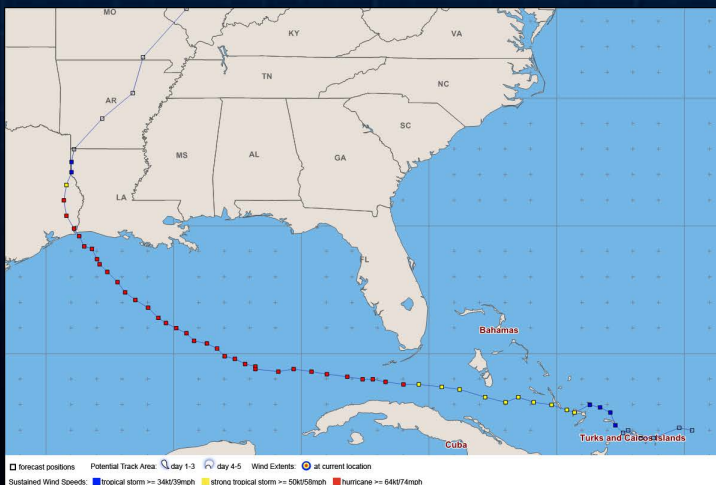 MO
KY
VA
TN
NC
AR
SC
MS
AL
GA
LA
FL
Bahamas
Turks and Caicos Islands
Cuba
forecast positions Potential Track Area: day 1-3 day 4-5 Wind Extents: at current location
Sustained Wind Speeds: tropical storm >= 34kt/39mph strong tropical storm >= 50kt/58mph hurricane >= 64kt/74mph